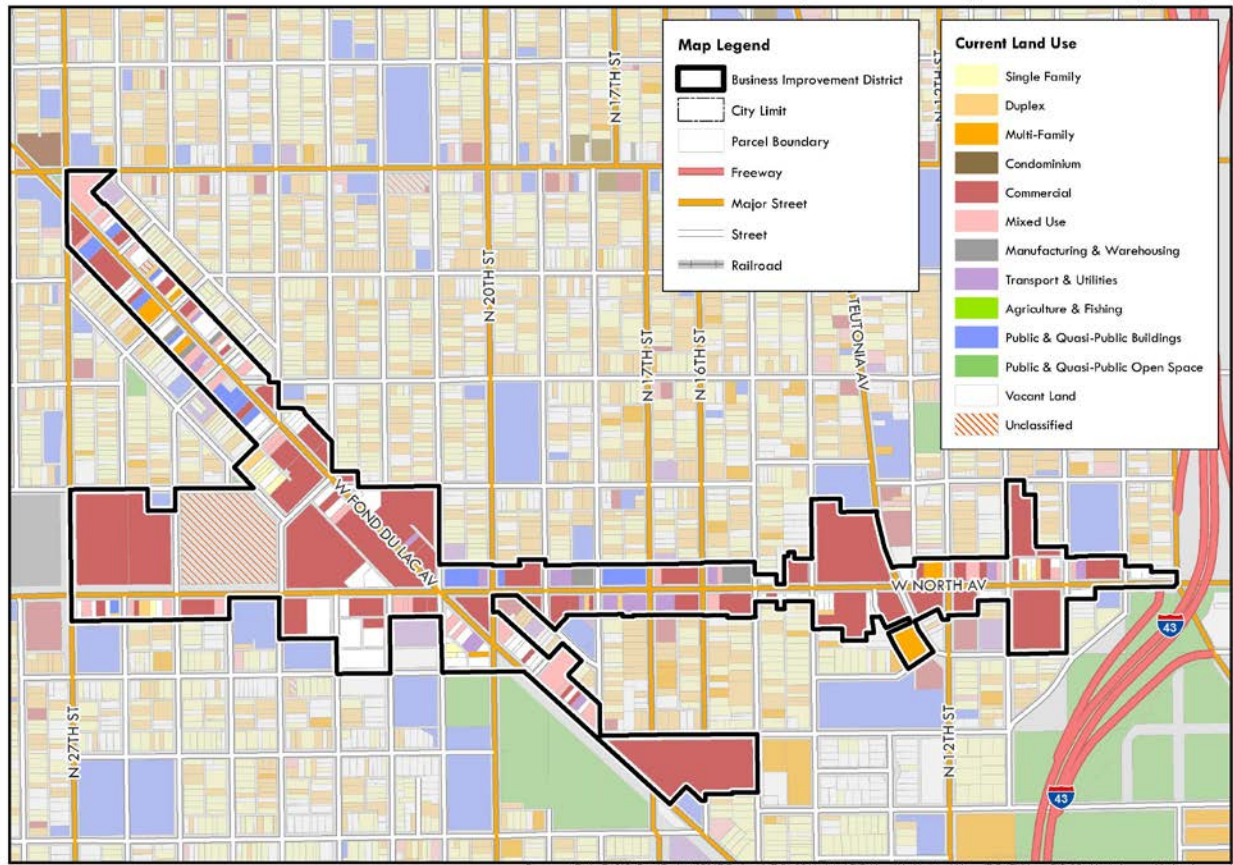 Map Legend
Business Improvement District
City Limit
Parcel Boundary
Freeway
Major Street
Street
Railroad
Current Land Use
Single Family
Duplex
Multi-Family
Condominium
Commercial
Mixed Use
Manufacturing & Warehousing
Transport & Utilities
Agriculture & Fishing
Public & Quasi-Public Buildings
Public & Quasi-Public Open Space
Vacant Land
Unclassified
N 17TH ST
N 20TH ST
N 17TH ST
N 16TH ST
TEUTONIA AV
W FOND DU LAC AV
W NORTH AV
N 27TH ST
N 12TH ST
43
43